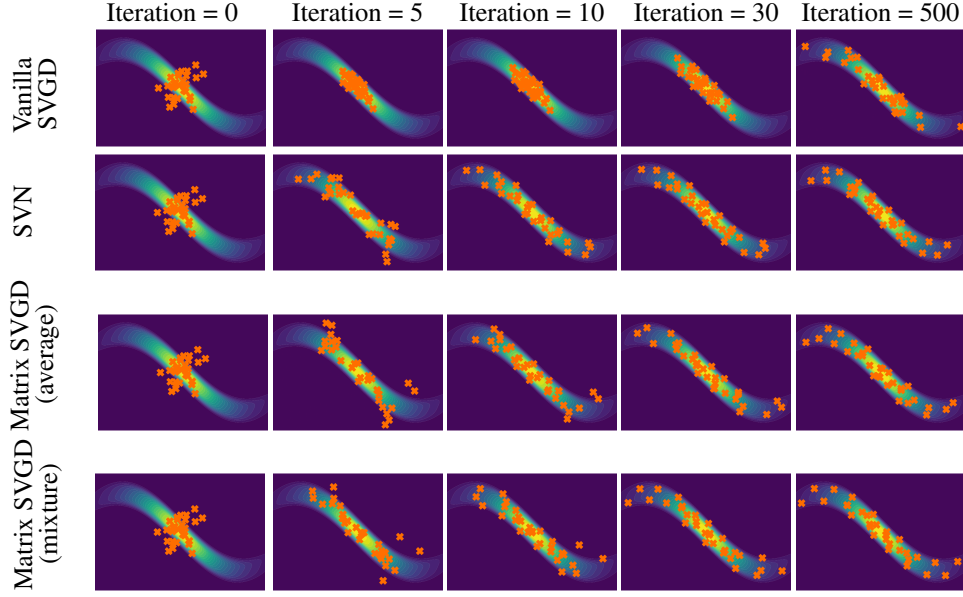 Iteration = 0 Iteration = 5 Iteration = 10 Iteration = 30 Iteration = 500
Vanilla
SVGD
SVN
Matrix SVGD
(average)
Matrix SVGD
(mixture)